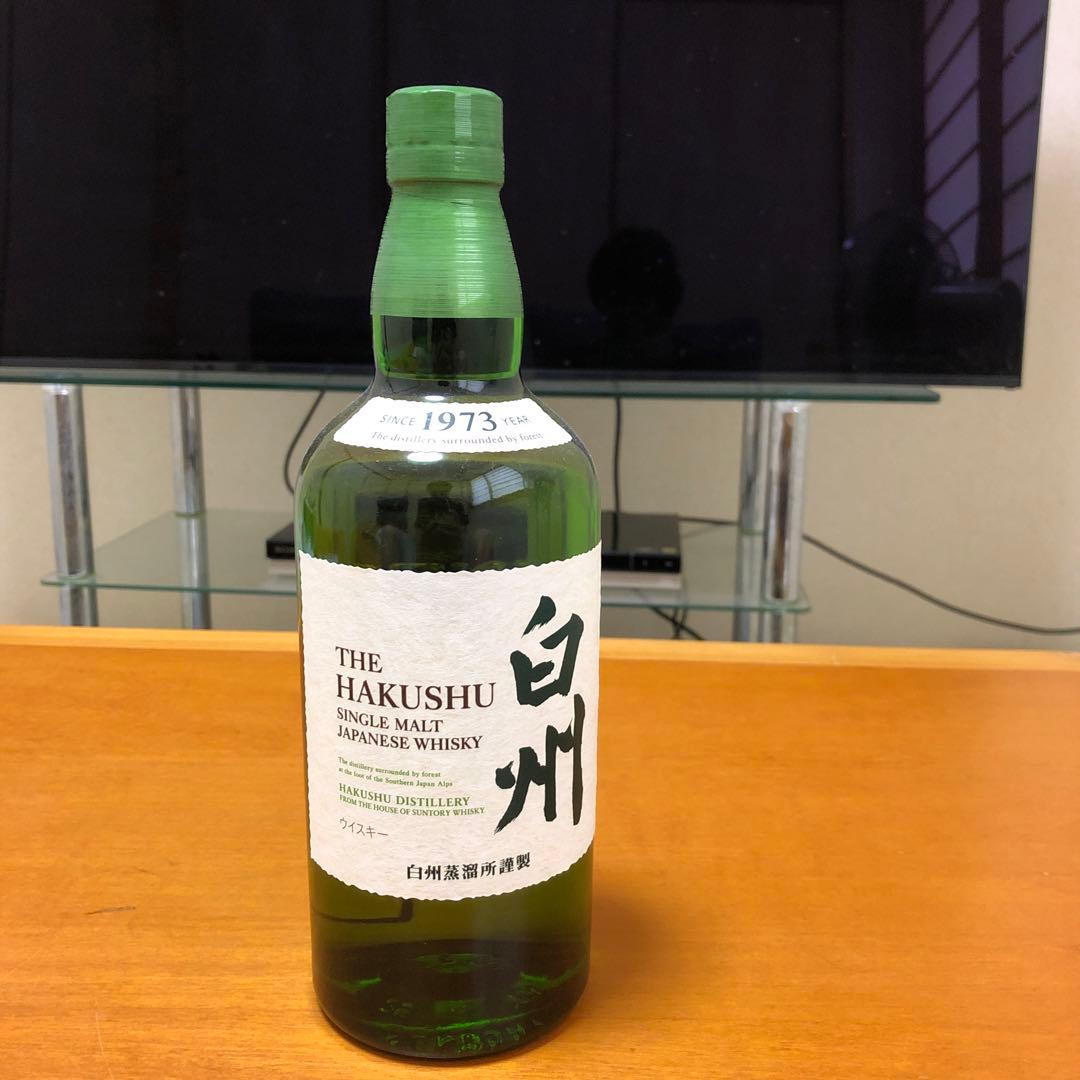 SINCE 1973 YEAR
The distillery surrounded by forest
白州
THE
HAKUSHU
SINGLE MALT
JAPANESE WHISKY
The distillery surrounded by forest
at the foot of the Southern Japan Alps
HAKUSHU DISTILLERY
FROM THE HOUSE OF SUNTORY WHISKY
ウイスキー
白州蒸溜所謹製